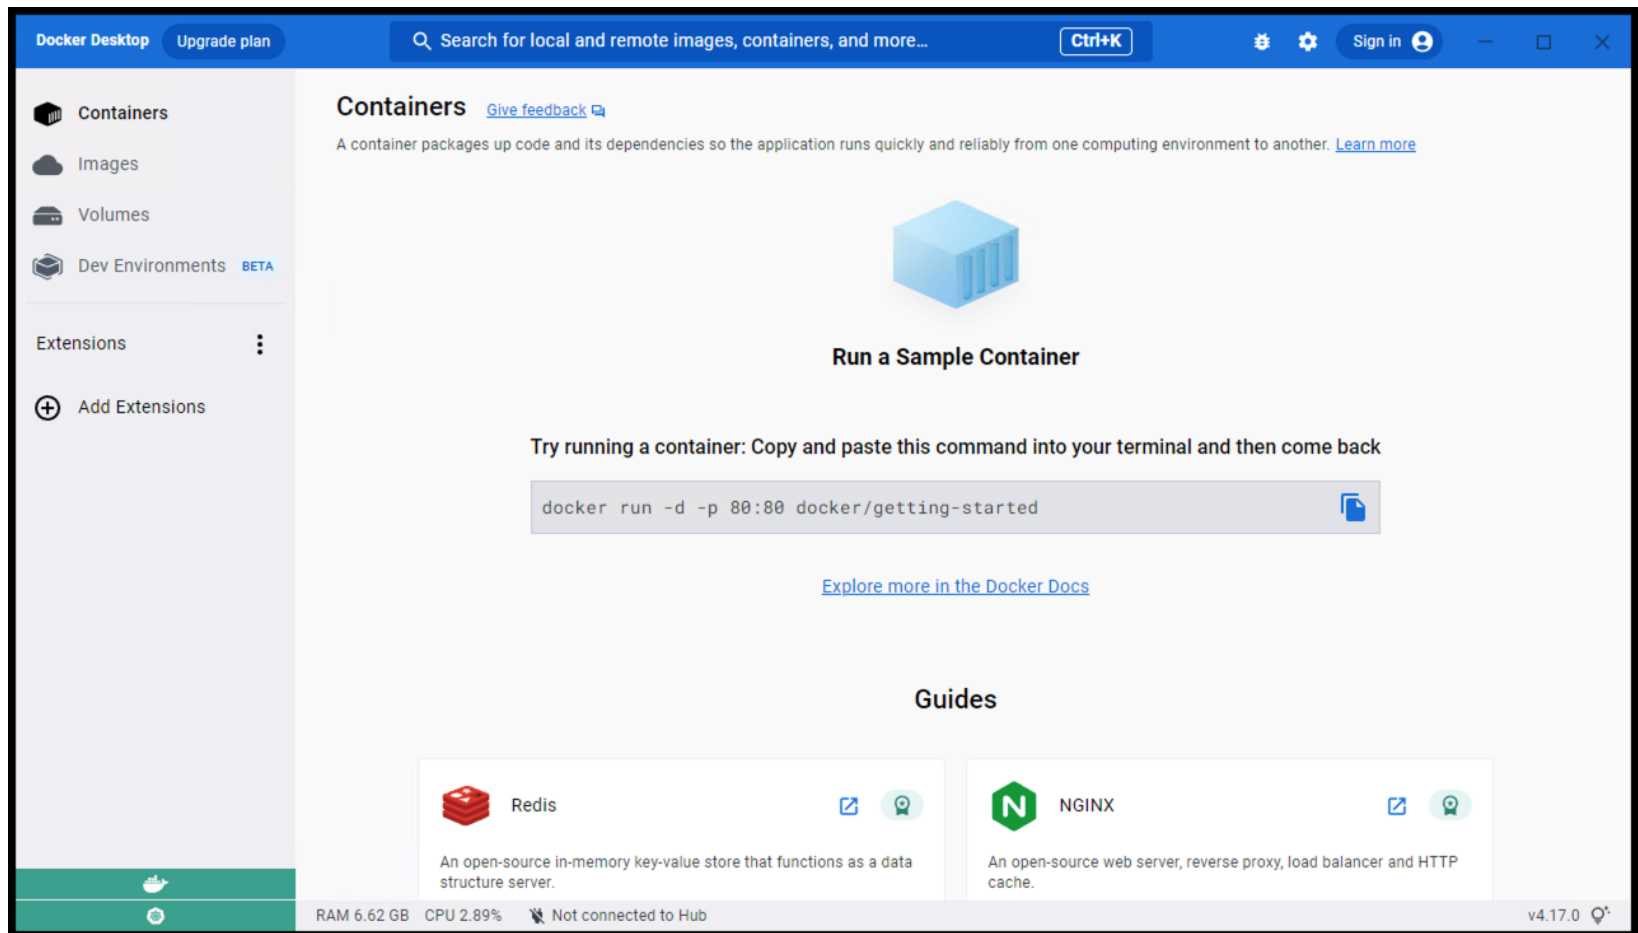 Docker Desktop
Upgrade plan
Search for local and remote images, containers, and more...
Ctrl+K
Sign in
Containers
Images
Volumes
Dev Environments BETA
Extensions
Add Extensions
Containers
Give feedback
A container packages up code and its dependencies so the application runs quickly and reliably from one computing environment to another. Learn more
Run a Sample Container
Try running a container: Copy and paste this command into your terminal and then come back
docker run -d -p 80:80 docker/getting-started
Explore more in the Docker Docs
Guides
Redis
An open-source in-memory key-value store that functions as a data
structure server.
N
NGINX
An open-source web server, reverse proxy, load balancer and HTTP
cache.
RAM 6.62 GB CPU 2.89% Not connected to Hub
v4.17.0